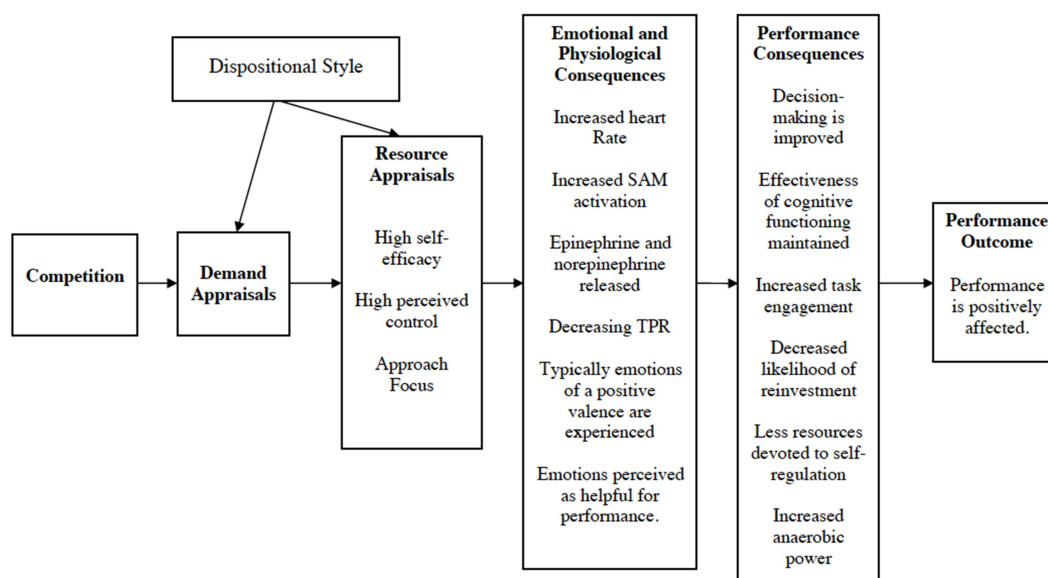 Dispositional Style
Competition
Demand
Appraisals
Resource
Appraisals
High self-
efficacy
High perceived
control
Approach
Focus
Emotional and
Physiological
Consequences
Increased heart
Rate
Increased SAM
activation
Epinephrine and
norepinephrine
released
Decreasing TPR
Typically emotions
of a positive
valence are
experienced
Emotions perceived
as helpful for
performance.
Performance
Consequences
Decision-
making is
improved
Effectiveness
of cognitive
functioning
maintained
Increased task
engagement
Decreased
likelihood of
reinvestment
Less resources
devoted to self-
regulation
Increased
anaerobic
power
Performance
Outcome
Performance
is positively
affected.